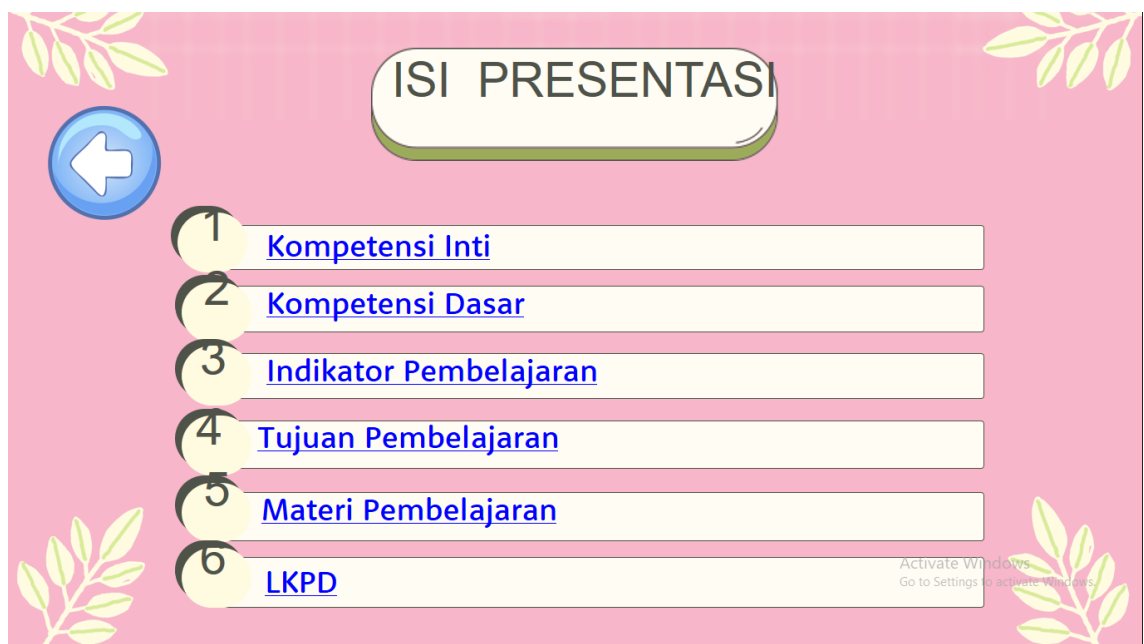 ISI PRESENTASI
1
Kompetensi Inti
2
Kompetensi Dasar
3
Indikator Pembelajaran
4
Tujuan Pembelajaran
5
Materi Pembelajaran
6
LKPD
Activate Windows
Go to Settings to activate Windows.